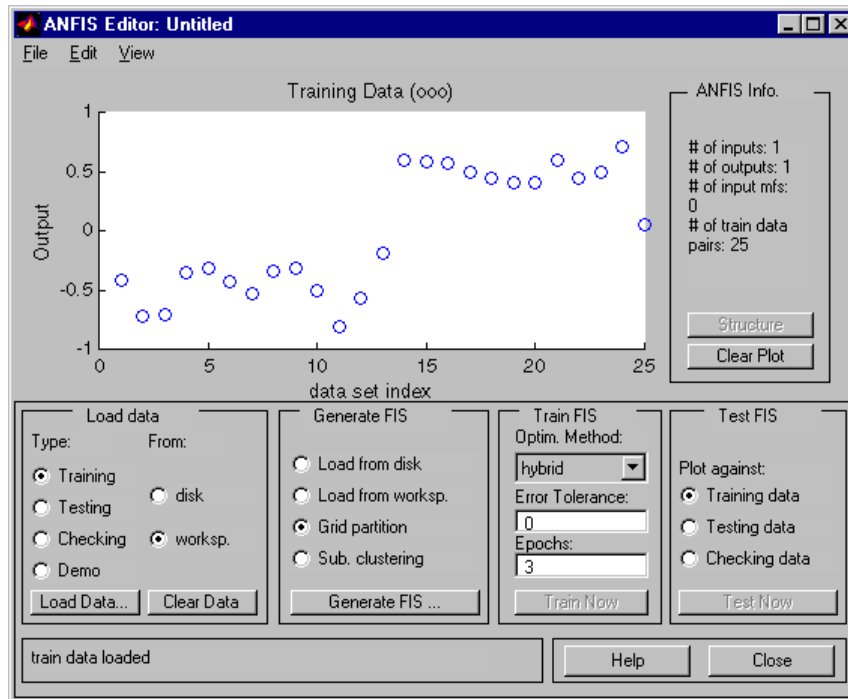 ANFIS Editor: Untitled
File Edit View
Training Data (ooo)
1
0.5
0
-0.5
-1
Output
0 5 10 15 20 25
data set index
ANFIS Info.
# of inputs: 1
# of outputs: 1
# of input mfs:
0
# of train data
pairs: 25
Structure
Clear Plot
Load data
Type: From:
Training
Testing
Checking
Demo
disk
worksp.
Load Data... Clear Data
Generate FIS
Load from disk
Load from worksp.
Grid partition
Sub. clustering
Generate FIS ...
Train FIS
Optim. Method:
hybrid
Error Tolerance:
0
Epochs:
3
Train Now
Test FIS
Plot against:
Training data
Testing data
Checking data
Test Now
train data loaded
Help Close